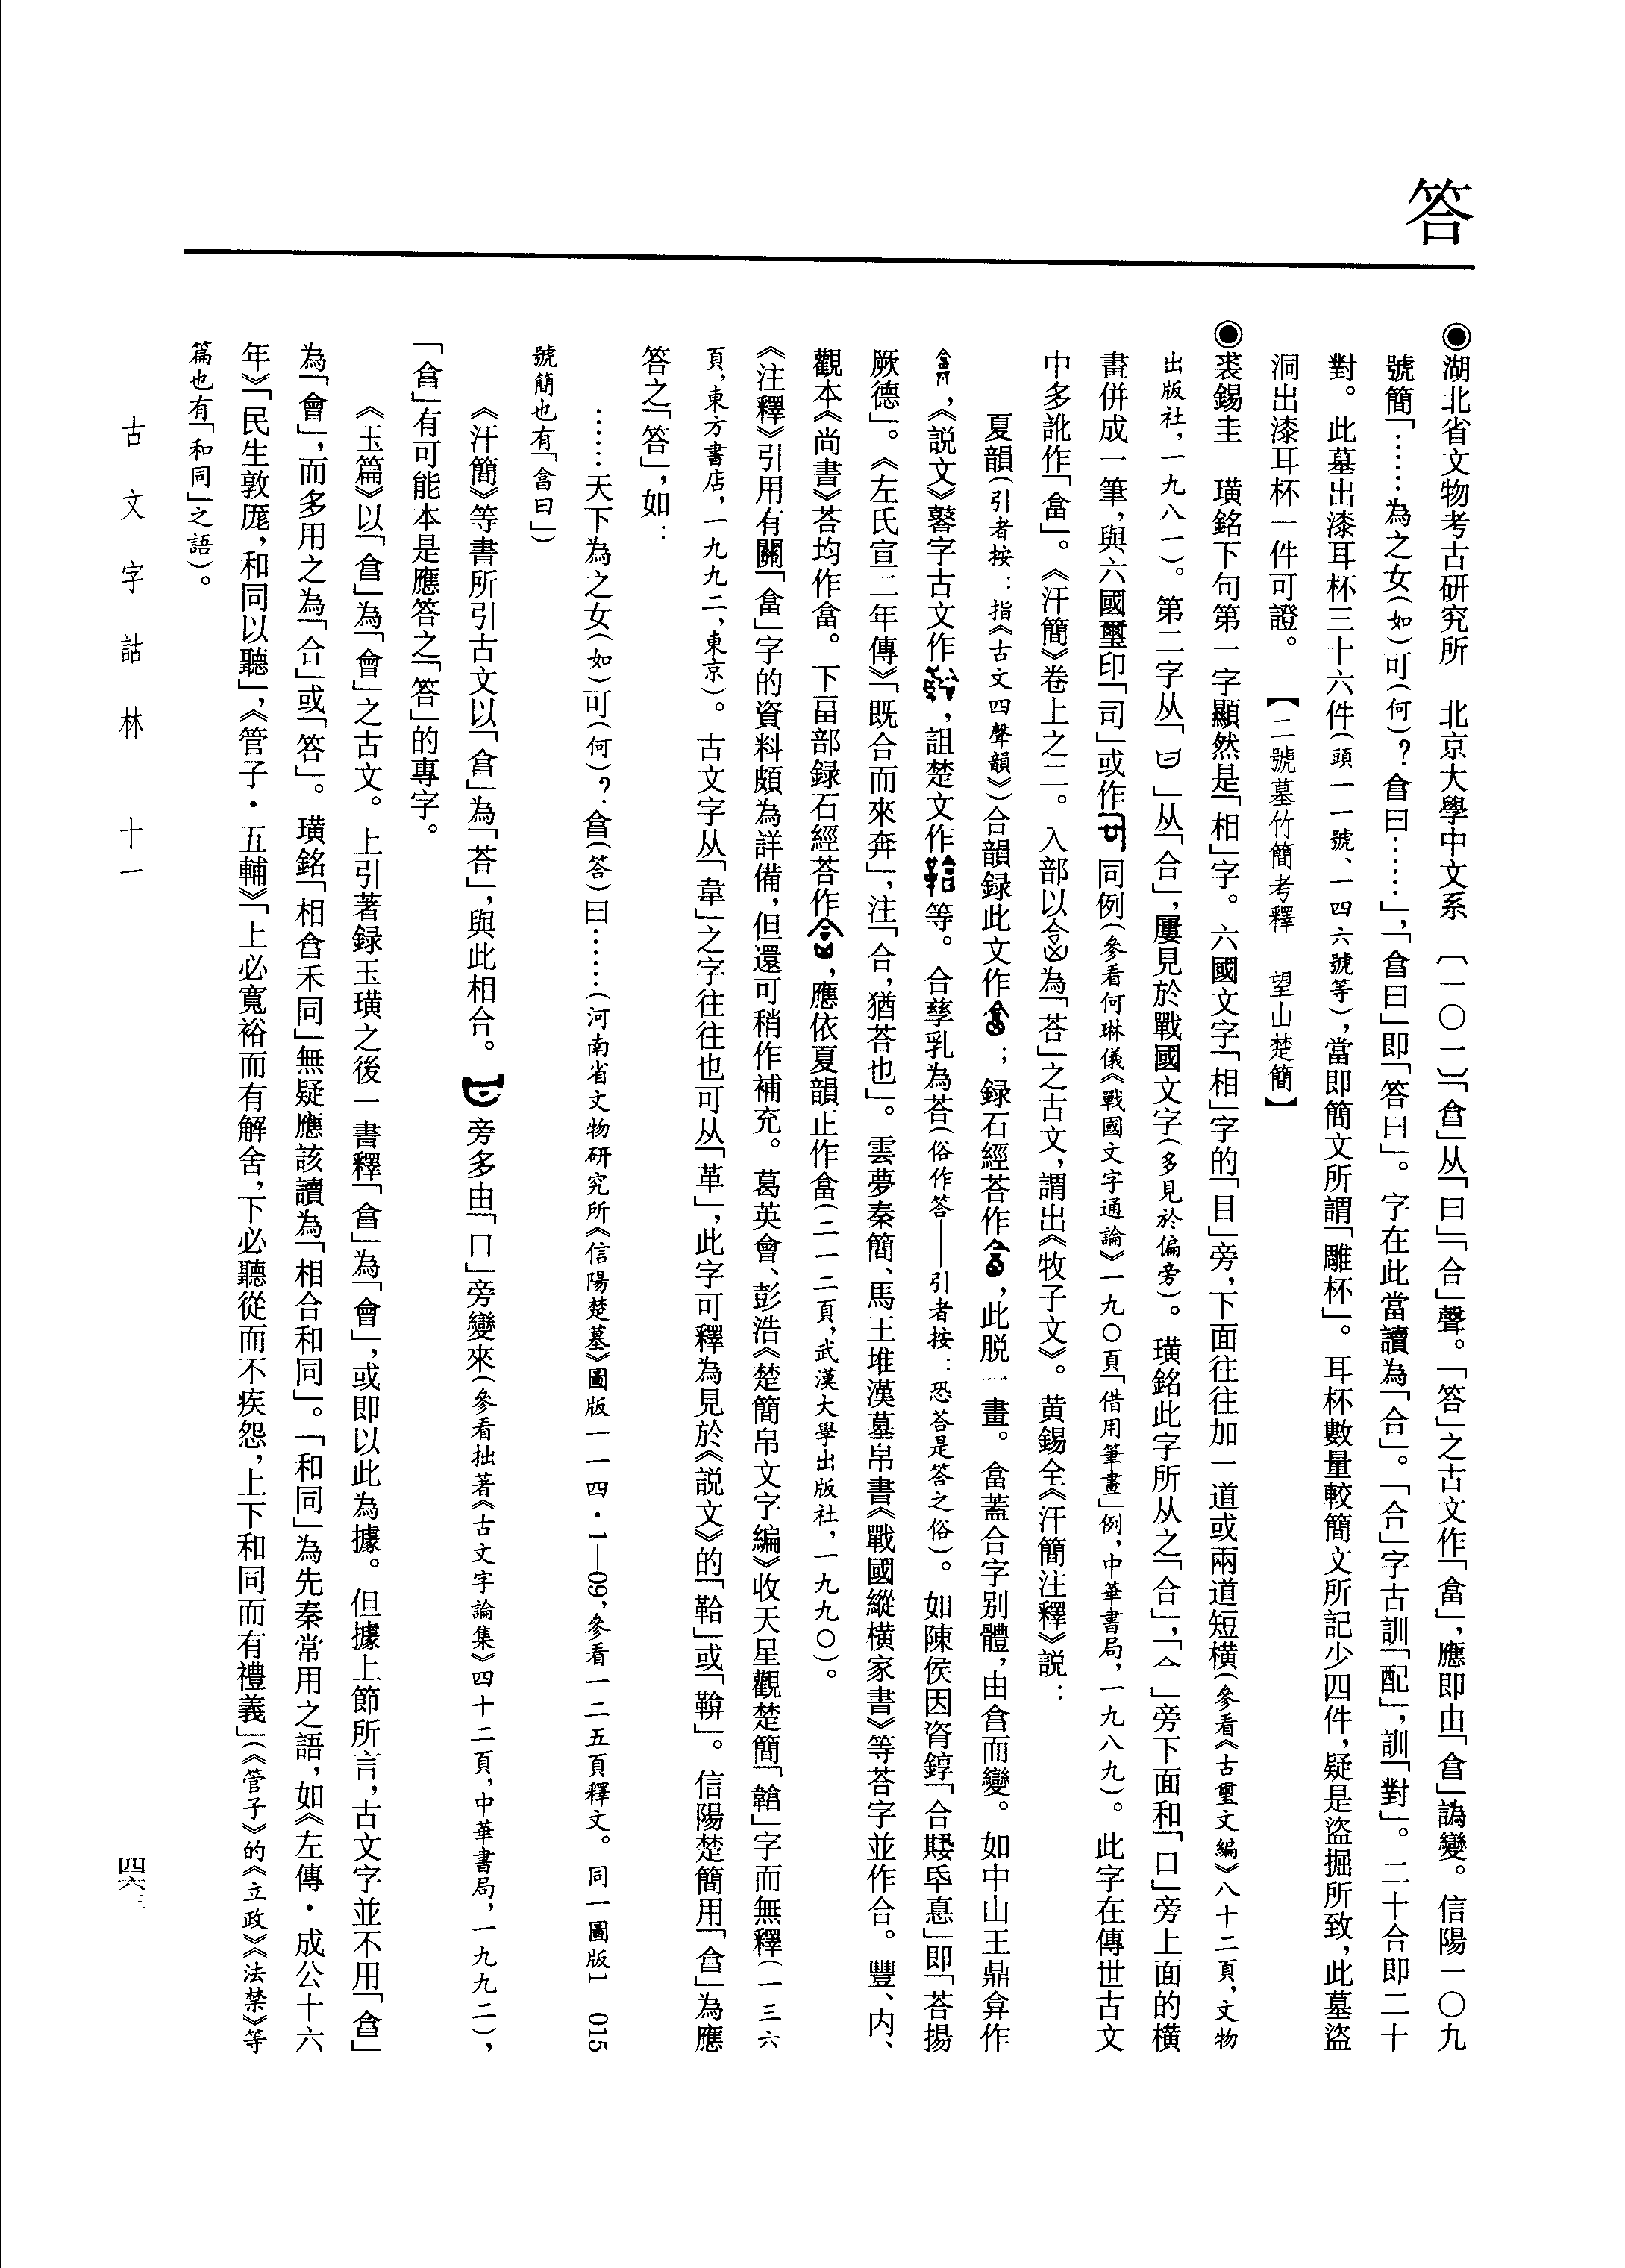 答
◉湖北省文物考古研究所　北京大學中文系　〔一〇二〕「㑹」从「曰」「合」聲。「答」之古文作「畣」，應即由「㑹」譌變。信陽一〇九
號簡「……為之女（如）可（何）？㑹曰……」，「㑹曰」即「答曰」。字在此當讀為「合」。「合」字古訓「配」，訓「對」。二十合即二十
對。此墓出漆耳杯三十六件（頭一一號、一四六號等），當即簡文所謂「雕杯」。耳杯數量較簡文所記少四件，疑是盜掘所致，此墓盜
洞出漆耳杯一件可證。　【二號墓竹簡考釋　望山楚簡】
◉裘錫圭　璜銘下句第一字顯然是「相」字。六國文字「相」字的「目」旁，下面往往加一道或兩道短橫（參看《古璽文編》八十二頁，文物
出版社，一九八一）。第二字从「曰」从「合」，屢見於戰國文字（多見於偏旁）。璜銘此字所从之「合」，「亼」旁下面和「口」旁上面的橫
畫併成一筆，與六國璽印「司」或作同例（參看何琳儀《戰國文字通論》一九〇頁「借用筆畫」例，中華書局，一九八九）。此字在傳世古文
中多訛作「畣」。《汗簡》卷上之二。入部以為「荅」之古文，謂出《牧子文》。黄錫全《汗簡注釋》説：
夏韻（引者按：指《古文四聲韻》）合韻録此文作；録石經荅作，此脱一畫。畣蓋合字别體，由㑹而變。如中山王鼎弇作
，《説文》鞈字古文作，詛楚文作等。合孳乳為荅（俗作答——引者按：恐荅是答之俗）。如陳侯因𬱓錞「合揚氒悳」即「荅揚
厥德」。《左氏宣二年傳》「既合而來奔」，注「合，猶荅也」。雲夢秦簡、馬王堆漢墓帛書《戰國縱橫家書》等荅字並作合。豐、内、
觀本《尚書》荅均作畣。下畐部録石經荅作，應依夏韻正作畣（二一二頁，武漢大學出版社，一九九〇）。
《注釋》引用有關「畣」字的資料頗為詳備，但還可稍作補充。葛英會、彭浩《楚簡帛文字編》收天星觀楚簡「」字而無釋（一三六
頁，東方書店，一九九二，東京）。古文字从「韋」之字往往也可从「革」，此字可釋為見於《説文》的「鞈」或「韐」。信陽楚簡用「㑹」為應
答之「答」，如：
……天下為之女（如）可（何）？㑹（答）曰……（河南省文物研究所《信陽楚墓》圖版一一四·1—09，參看一二五頁釋文。同一圖版1—015
號簡也有「畣曰」）
《汗簡》等書所引古文以「㑹」為「荅」，與此相合。旁多由「口」旁變來（參看拙著《古文字論集》四十二頁，中華書局，一九九二），
「㑹」有可能本是應答之「答」的專字。
《玉篇》以「㑹」為「會」之古文。上引著録玉璜之後一書釋「㑹」為「會」，或即以此為據。但據上節所言，古文字並不用「㑹」
為「會」，而多用之為「合」或「答」。璜銘「相㑹禾同」無疑應該讀為「相合和同」。「和同」為先秦常用之語，如《左傳·成公十六
年》「民生敦厖，和同以聽」，《管子·五輔》「上必寬裕而有解舍，下必聽從而不疾怨，上下和同而有禮義」（《管子》的《立政》《法禁》等
篇也有「和同」之語）。
古文字詁林　十一
四六三